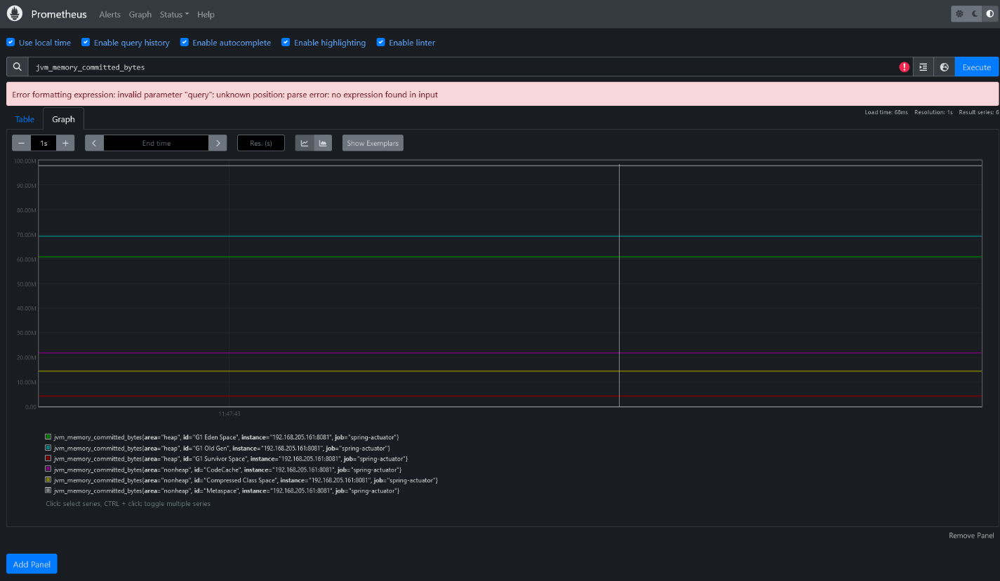 Prometheus Alerts Graph Status Help
Use local time Enable query history Enable autocomplete Enable highlighting Enable linter
jvm_memory_committed_bytes Execute
Error formatting expression: invalid parameter "query": unknown position: parse error: no expression found in input
Load time: 68ms Resolution: 1s Result series: 6
Table Graph
1s End time Res. (s) Show Exemplars
100.00M
90.00M
80.00M
70.00M
60.00M
50.00M
40.00M
30.00M
20.00M
10.00M
0.00
11:47:43
jvm_memory_committed_bytes{area="heap", id="G1 Eden Space", instance="192.168.205.161:8081", job="spring-actuator"}
jvm_memory_committed_bytes{area="heap", id="G1 Old Gen", instance="192.168.205.161:8081", job="spring-actuator"}
jvm_memory_committed_bytes{area="heap", id="G1 Survivor Space", instance="192.168.205.161:8081", job="spring-actuator"}
jvm_memory_committed_bytes{area="nonheap", id="CodeCache", instance="192.168.205.161:8081", job="spring-actuator"}
jvm_memory_committed_bytes{area="nonheap", id="Compressed Class Space", instance="192.168.205.161:8081", job="spring-actuator"}
jvm_memory_committed_bytes{area="nonheap", id="Metaspace", instance="192.168.205.161:8081", job="spring-actuator"}
Click: select series, CTRL + click: toggle multiple series
Remove Panel
Add Panel